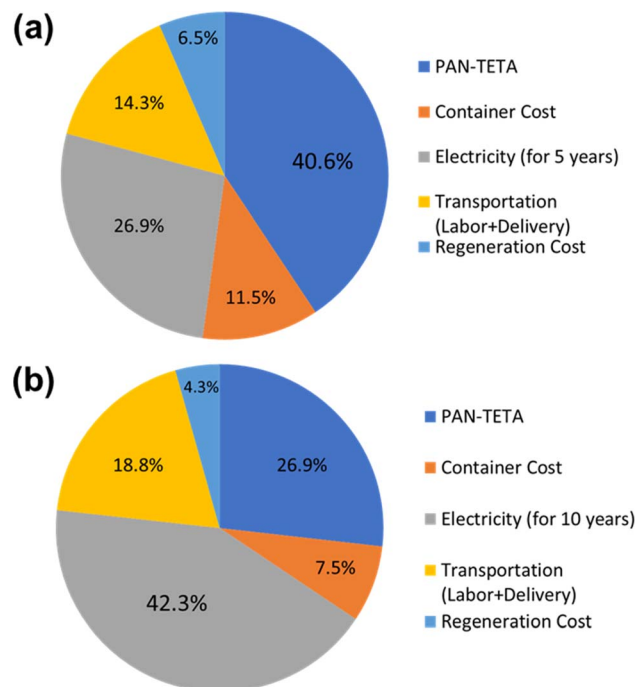 (a)
6.5%
14.3%
40.6%
26.9%
11.5%
PAN-TETA
Container Cost
Electricity (for 5 years)
Transportation
(Labor+Delivery)
Regeneration Cost
(b)
4.3%
18.8%
26.9%
7.5%
42.3%
PAN-TETA
Container Cost
Electricity (for 10 years)
Transportation
(Labor+Delivery)
Regeneration Cost